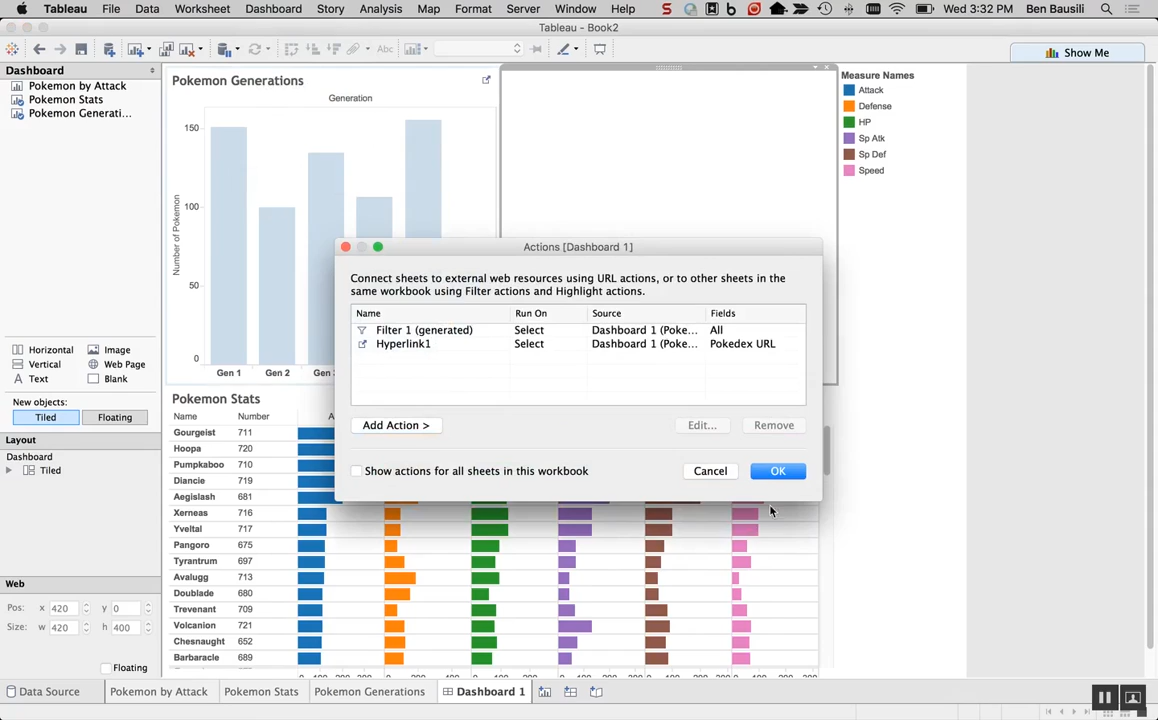 Tableau File Data Worksheet Dashboard Story Analysis Map Format Server Window Help Wed 3:32 PM Ben Bausili
Tableau - Book2
Abc
Show Me
Dashboard
Pokemon by Attack
Pokemon Stats
Pokemon Generati...
Horizontal Image
Vertical Web Page
Text Blank
New objects:
Tiled Floating
Layout
Dashboard
Tiled
Web
Pos: x 420 y 0
Size: w 420 h 400
Floating
Pokemon Generations
Generation
Number of Pokemon
150
100
50
0
Gen 1 Gen 2 Gen
Measure Names
Attack
Defense
HP
Sp Atk
Sp Def
Speed
Actions [Dashboard 1]
Connect sheets to external web resources using URL actions, or to other sheets in the
same workbook using Filter actions and Highlight actions.
Name Run On Source Fields
Filter 1 (generated) Select Dashboard 1 (Poke... All
Hyperlink1 Select Dashboard 1 (Poke... Pokedex URL
Add Action > Edit... Remove
Show actions for all sheets in this workbook Cancel OK
Pokemon Stats
Name Number A
Gourgeist 711
Hoopa 720
Pumpkaboo 710
Diancie 719
Aegislash 681
Xerneas 716
Yveltal 717
Pangoro 675
Tyrantrum 697
Avalugg 713
Doublade 680
Trevenant 709
Volcanion 721
Chesnaught 652
Barbaracle 689
Data Source Pokemon by Attack Pokemon Stats Pokemon Generations Dashboard 1